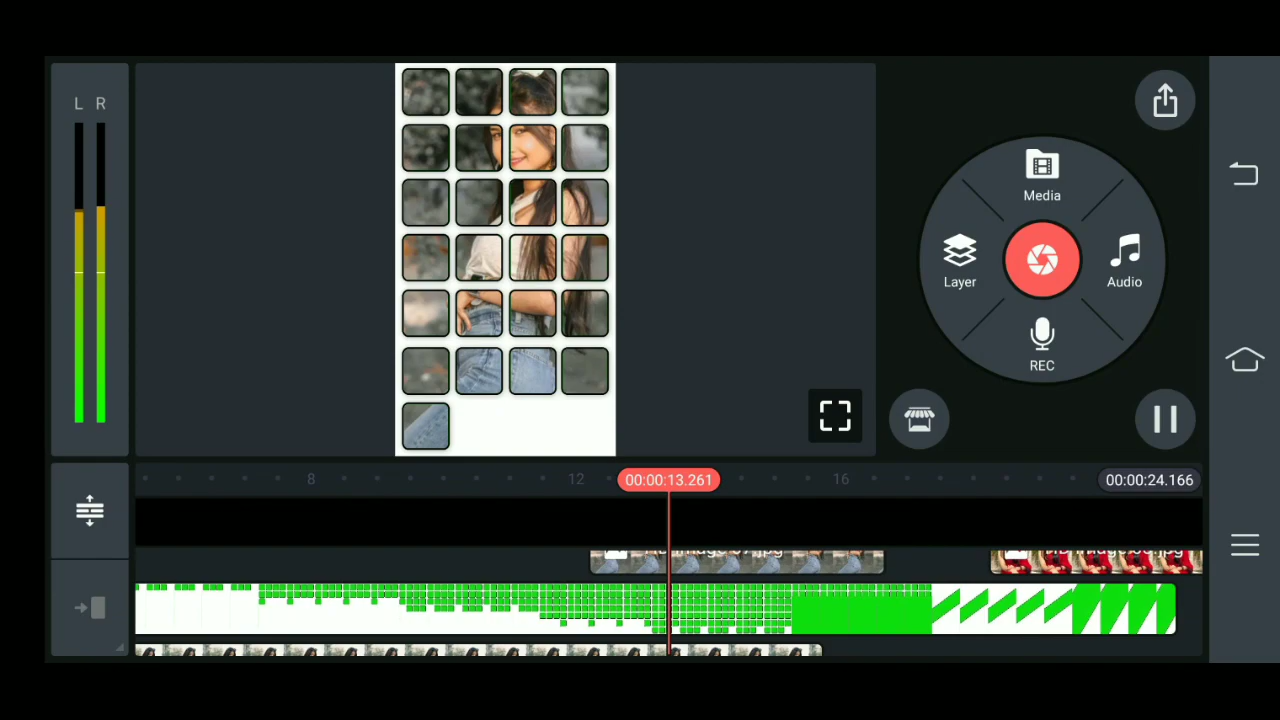 L R
Media
Layer
Audio
REC
8
12
00:00:13.261
16
00:00:24.166